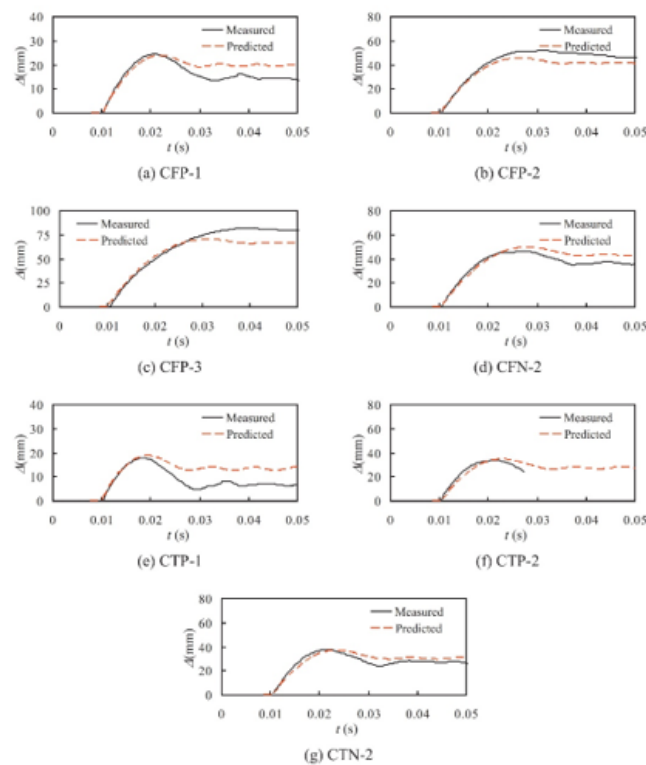 40
30
20
10
0
Δ(mm)
Measured
Predicted
0 0.01 0.02 0.03 0.04 0.05
t (s)
(a) CFP-1
80
60
40
20
0
Δ(mm)
Measured
Predicted
0 0.01 0.02 0.03 0.04 0.05
t (s)
(b) CFP-2
100
75
50
25
0
Δ(mm)
Measured
Predicted
0 0.01 0.02 0.03 0.04 0.05
t (s)
(c) CFP-3
80
60
40
20
0
Δ(mm)
Measured
Predicted
0 0.01 0.02 0.03 0.04 0.05
t (s)
(d) CFN-2
40
30
20
10
0
Δ(mm)
Measured
Predicted
0 0.01 0.02 0.03 0.04 0.05
t (s)
(e) CTP-1
80
60
40
20
0
Δ(mm)
Measured
Predicted
0 0.01 0.02 0.03 0.04 0.05
t (s)
(f) CTP-2
80
60
40
20
0
Δ(mm)
Measured
Predicted
0 0.01 0.02 0.03 0.04 0.05
t (s)
(g) CTN-2